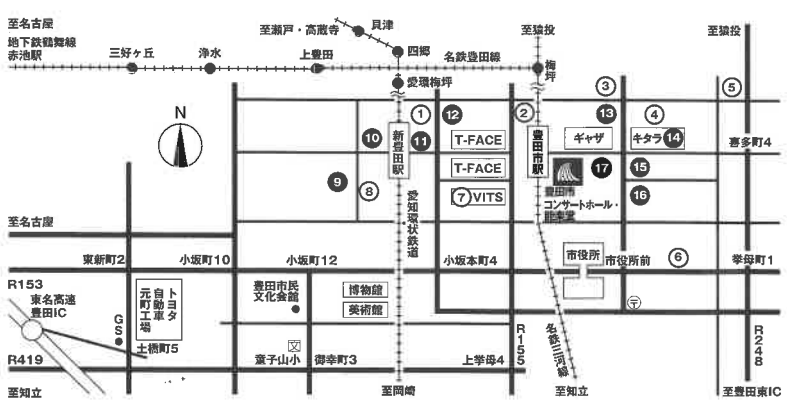 至名古屋
地下鉄鶴舞線
赤池駅
三好ヶ丘
浄水
上豊田
至瀬戸・高蔵寺
貝津
四郷
愛環梅坪
名鉄豊田線
至猿投
梅坪
至猿投
N
①
⓬
②
③
⓭
④
⑤
❿
新豊田駅
⓫
T-FACE
豊田市駅
ギャザ
キタラ
⓮
喜多町4
T-FACE
⓱
⓯
❾
⑧
⑦
VITS
⓰
豊田市
コンサートホール・
能楽堂
愛知環状鉄道
至名古屋
市役所
東新町2
小坂町10
小坂町12
小坂本町4
市役所前
⑥
挙母町1
R153
東名高速
豊田IC
トヨタ
自動車
元町工場
豊田市民
文化会館
博物館
美術館
〒
GS
土橋町5
R155
名鉄三河線
R248
R419
文
童子山小
御幸町3
上挙母4
至知立
至岡崎
至知立
至豊田東IC